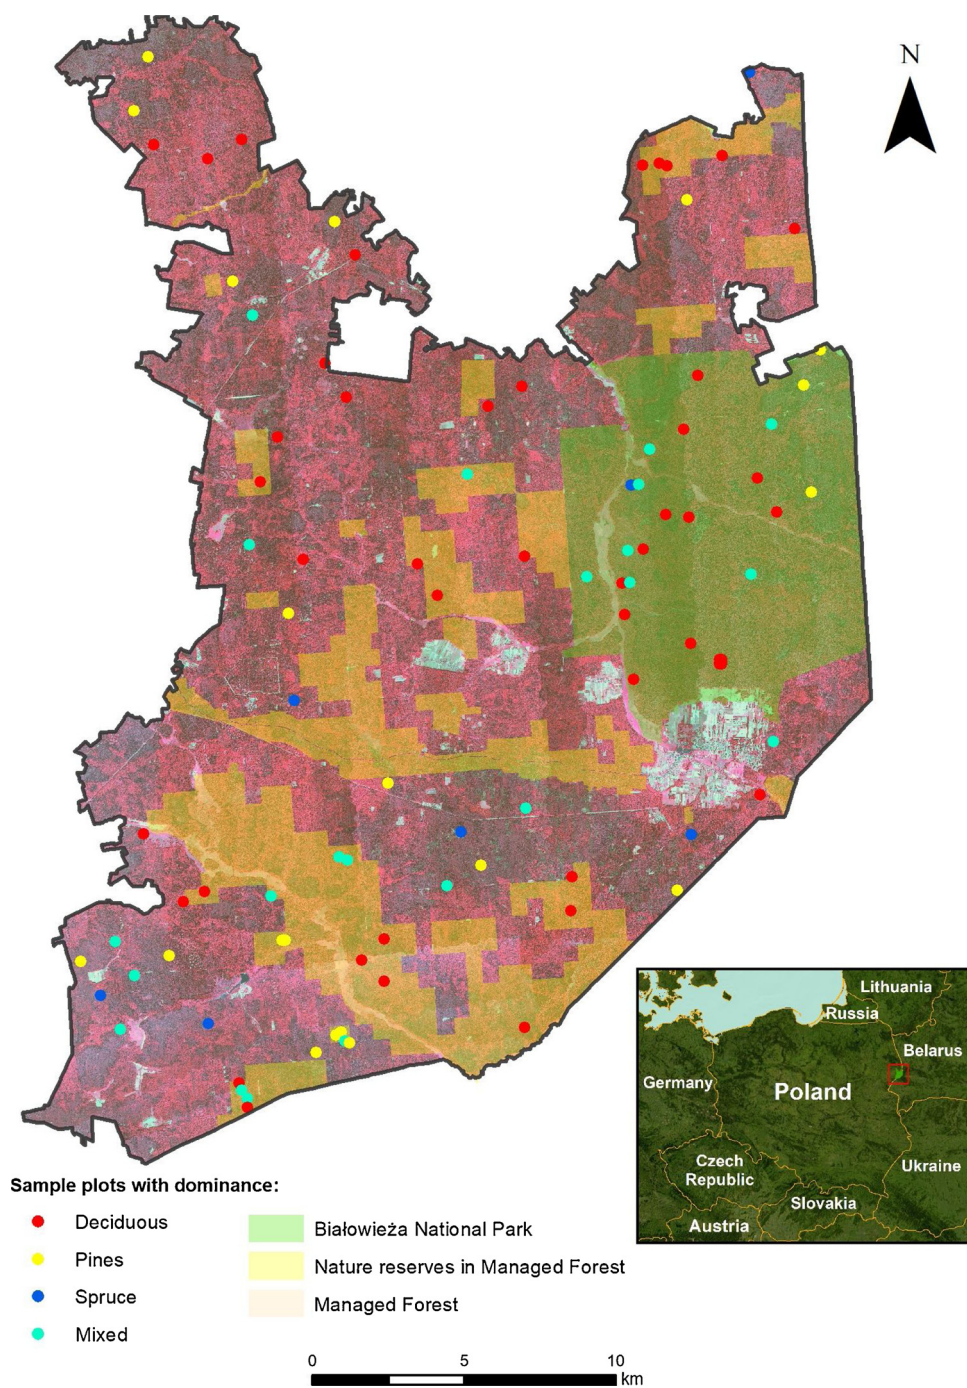 N
Lithuania
Russia
Belarus
Germany
Poland
Czech
Republic
Ukraine
Slovakia
Austria
Sample plots with dominance:
Deciduous
Pines
Spruce
Mixed
Białowieża National Park
Nature reserves in Managed Forest
Managed Forest
0 5 10
km